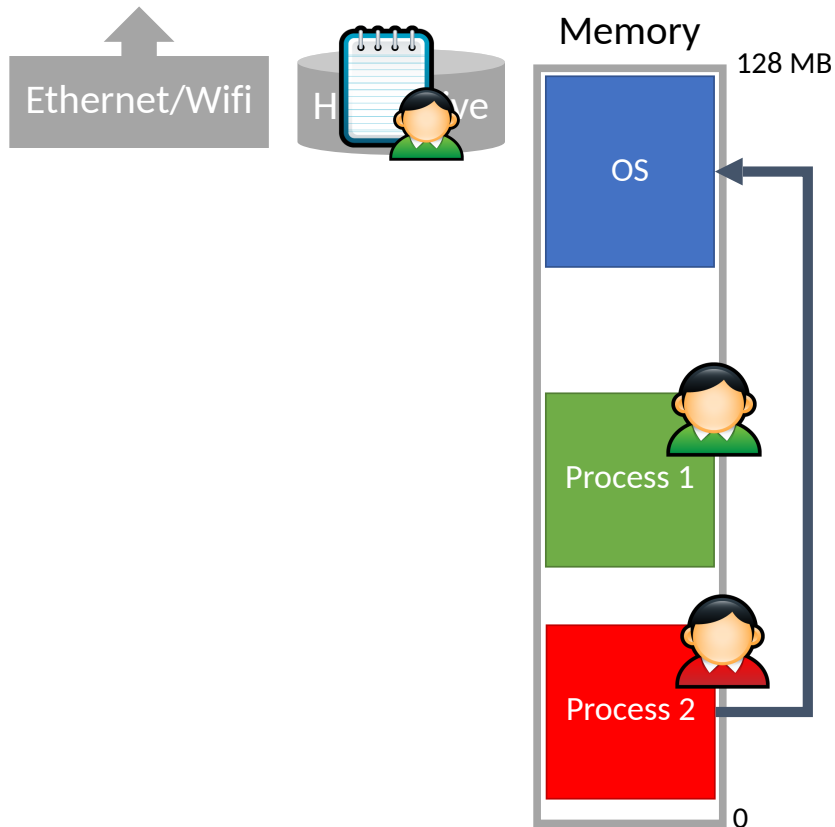 Memory
128 MB
Ethernet/Wifi
OS
Process 1
Process 2
0